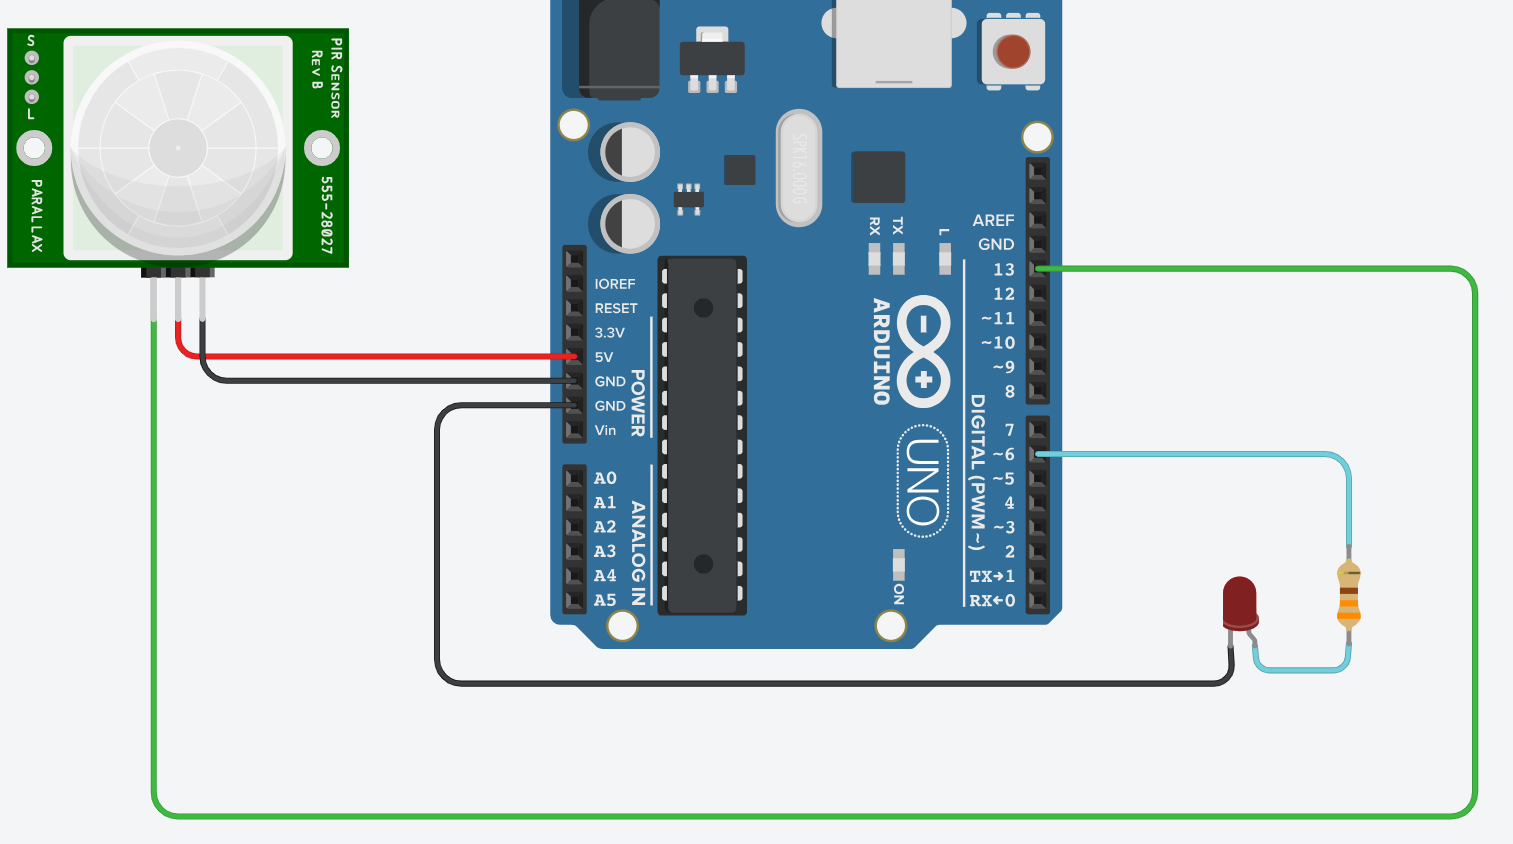 S
L
PIR SENSOR
REV B
PARALLAX
555-28027
SPK16.000G
RX
TX
L
AREF
GND
13
12
~11
~10
~9
8
7
~6
~5
4
~3
2
TX→1
RX←0
DIGITAL (PWM~)
IOREF
RESET
3.3V
5V
GND
GND
Vin
POWER
A0
A1
A2
A3
A4
A5
ANALOG IN
ARDUINO
UNO
ON